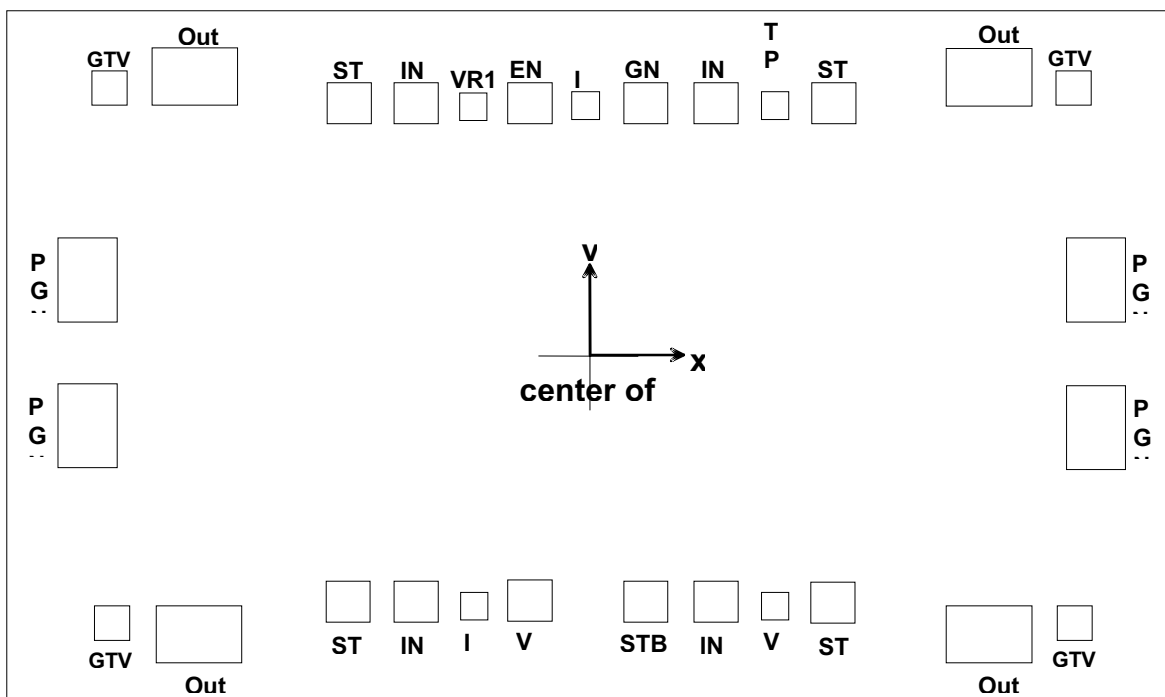 GTV
Out
ST
IN
VR1
EN
I
GN
IN
T
P
ST
Out
GTV
P
G
P
G
y
x
center of
P
G
P
G
GTV
Out
ST
IN
I
V
STB
IN
V
ST
Out
GTV